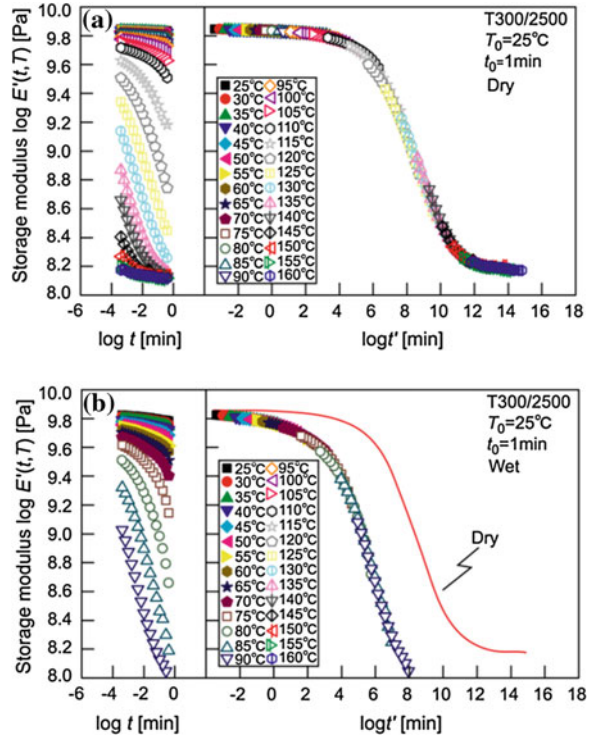 (a)
T300/2500
T0=25°C
t0=1min
Dry
Storage modulus log E'(t,T) [Pa]
10.0
9.8
9.6
9.4
9.2
9.0
8.8
8.6
8.4
8.2
8.0
25°C 95°C
30°C 100°C
35°C 105°C
40°C 110°C
45°C 115°C
50°C 120°C
55°C 125°C
60°C 130°C
65°C 135°C
70°C 140°C
75°C 145°C
80°C 150°C
85°C 155°C
90°C 160°C
-6 -4 -2 0 -2 0 2 4 6 8 10 12 14 16 18
log t [min] logt' [min]
(b)
T300/2500
T0=25°C
t0=1min
Wet
Storage modulus log E'(t,T) [Pa]
10.0
9.8
9.6
9.4
9.2
9.0
8.8
8.6
8.4
8.2
8.0
25°C 95°C
30°C 100°C
35°C 105°C
40°C 110°C
45°C 115°C
50°C 120°C
55°C 125°C
60°C 130°C
65°C 135°C
70°C 140°C
75°C 145°C
80°C 150°C
85°C 155°C
90°C 160°C
Dry
-6 -4 -2 0 -2 0 2 4 6 8 10 12 14 16 18
log t [min] logt' [min]